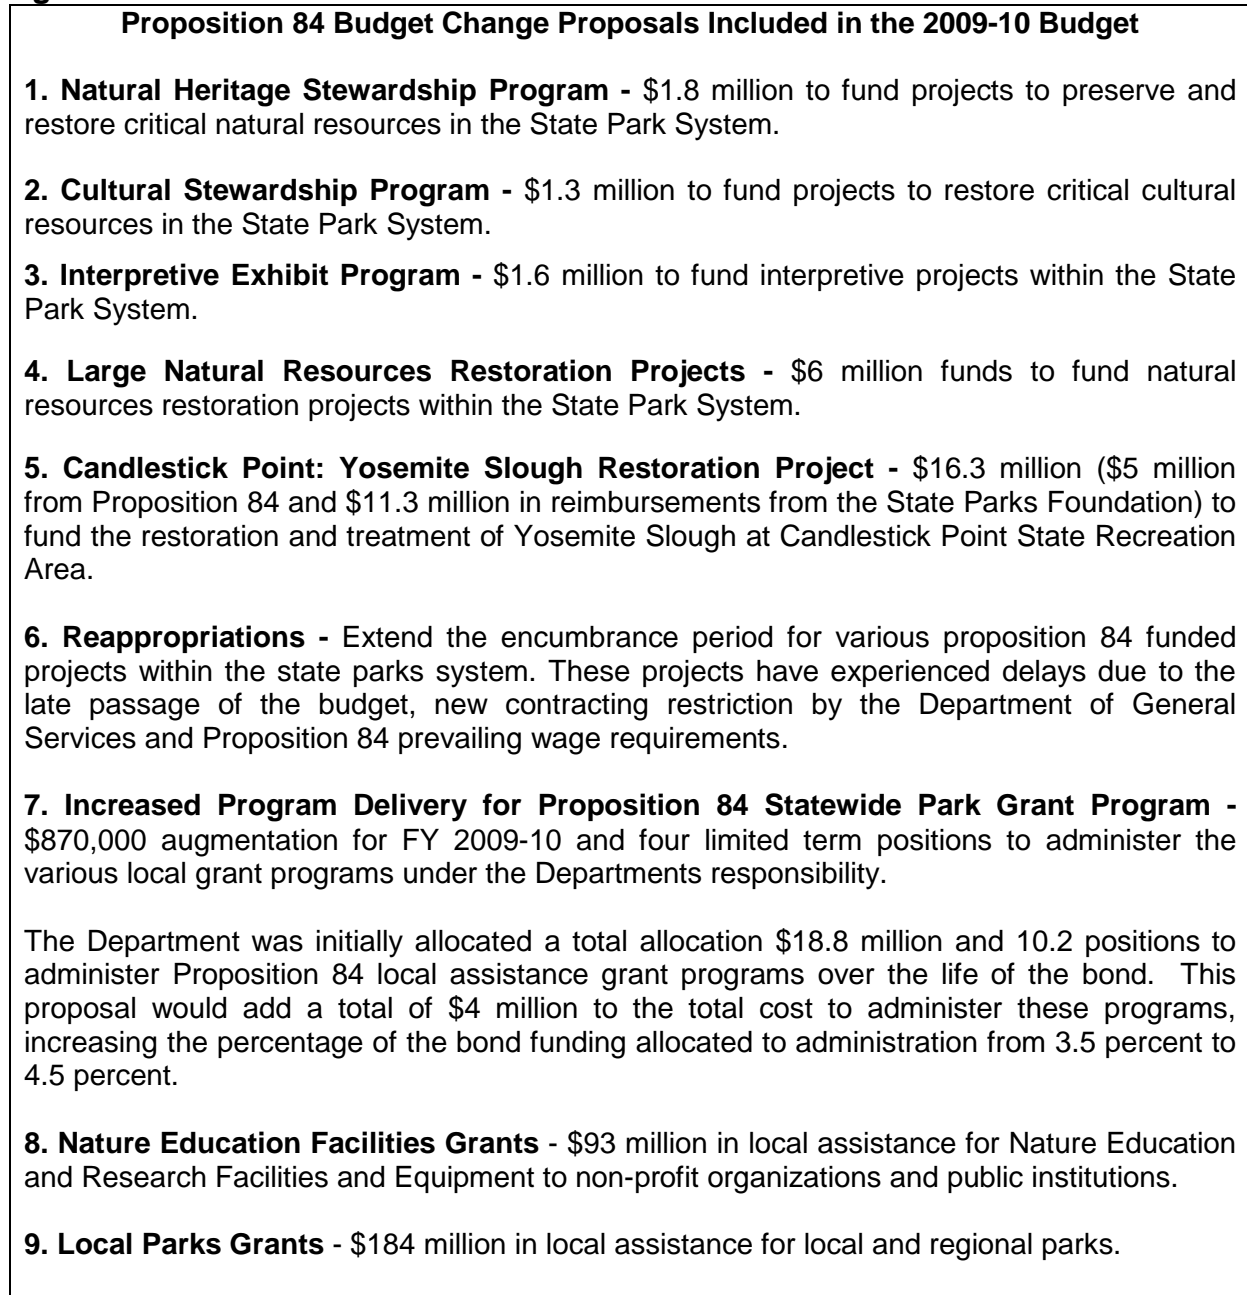 Proposition 84 Budget Change Proposals Included in the 2009-10 Budget
1. Natural Heritage Stewardship Program - $1.8 million to fund projects to preserve and
restore critical natural resources in the State Park System.
2. Cultural Stewardship Program - $1.3 million to fund projects to restore critical cultural
resources in the State Park System.
3. Interpretive Exhibit Program - $1.6 million to fund interpretive projects within the State
Park System.
4. Large Natural Resources Restoration Projects - $6 million funds to fund natural
resources restoration projects within the State Park System.
5. Candlestick Point: Yosemite Slough Restoration Project - $16.3 million ($5 million
from Proposition 84 and $11.3 million in reimbursements from the State Parks Foundation) to
fund the restoration and treatment of Yosemite Slough at Candlestick Point State Recreation
Area.
6. Reappropriations - Extend the encumbrance period for various proposition 84 funded
projects within the state parks system. These projects have experienced delays due to the
late passage of the budget, new contracting restriction by the Department of General
Services and Proposition 84 prevailing wage requirements.
7. Increased Program Delivery for Proposition 84 Statewide Park Grant Program -
$870,000 augmentation for FY 2009-10 and four limited term positions to administer the
various local grant programs under the Departments responsibility.
The Department was initially allocated a total allocation $18.8 million and 10.2 positions to
administer Proposition 84 local assistance grant programs over the life of the bond. This
proposal would add a total of $4 million to the total cost to administer these programs,
increasing the percentage of the bond funding allocated to administration from 3.5 percent to
4.5 percent.
8. Nature Education Facilities Grants - $93 million in local assistance for Nature Education
and Research Facilities and Equipment to non-profit organizations and public institutions.
9. Local Parks Grants - $184 million in local assistance for local and regional parks.